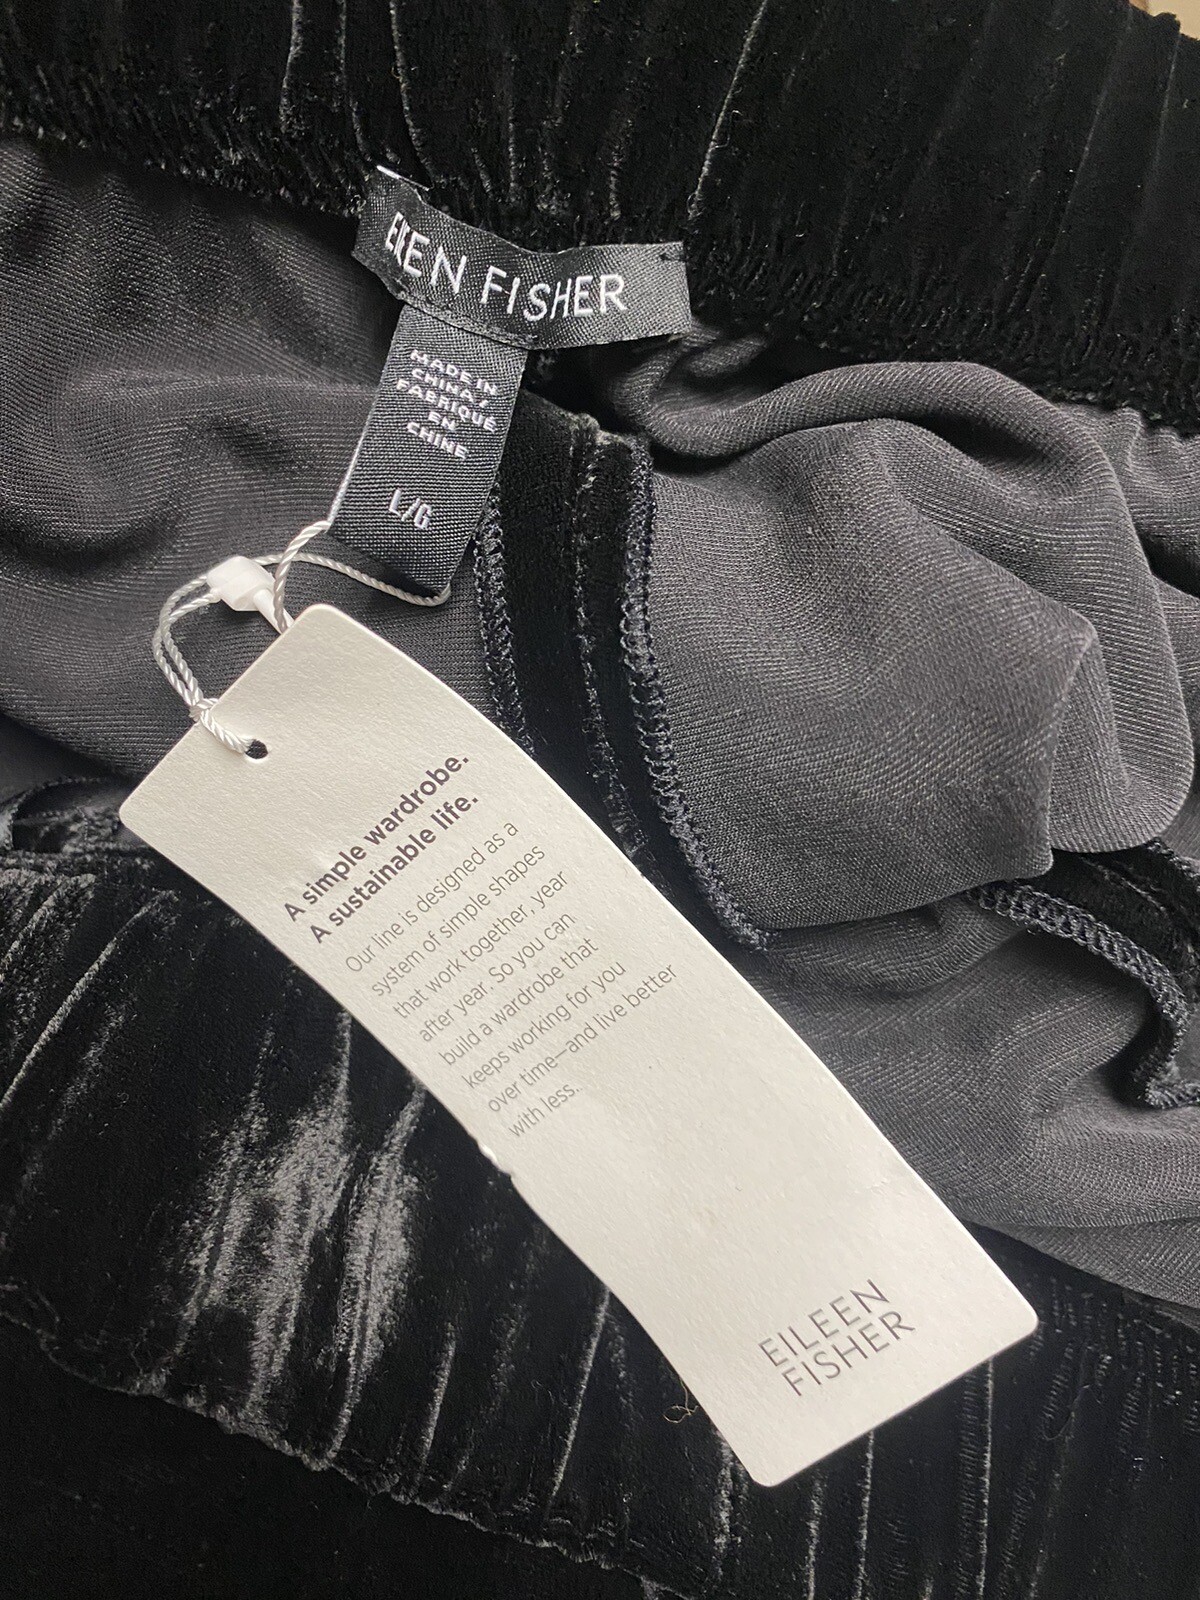 EILEEN FISHER
MADE IN
CHINA /
FABRIQUÉ
EN
CHINE
L/G
A simple wardrobe.
A sustainable life.
Our line is designed as a
system of simple shapes
that work together, year
after year. So you can
build a wardrobe that
keeps working for you
over time—and live better
with less.
EILEEN
FISHER